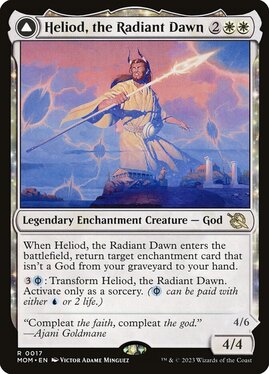 Heliod, the Radiant Dawn 2
Legendary Enchantment Creature — God
When Heliod, the Radiant Dawn enters the
battlefield, return target enchantment card that
isn't a God from your graveyard to your hand.
3 : Transform Heliod, the Radiant Dawn.
Activate only as a sorcery. ( can be paid with
either or 2 life.)
"Compleat the faith, compleat the god."
—Ajani Goldmane
4/6
4/4
R 0017
MOM • EN VICTOR ADAME MINGUEZ
™ & © 2023 Wizards of the Coast